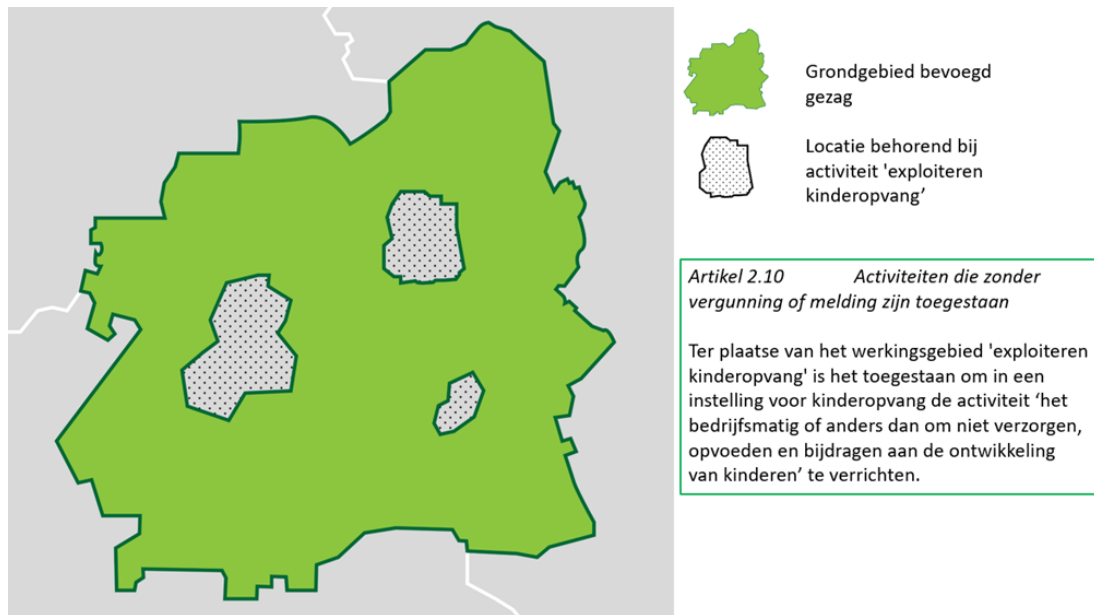 Grondgebied bevoegd
gezag
Locatie behorend bij
activiteit 'exploiteren
kinderopvang’
Artikel 2.10 Activiteiten die zonder
vergunning of melding zijn toegestaan
Ter plaatse van het werkingsgebied 'exploiteren
kinderopvang' is het toegestaan om in een
instelling voor kinderopvang de activiteit ‘het
bedrijfsmatig of anders dan om niet verzorgen,
opvoeden en bijdragen aan de ontwikkeling
van kinderen’ te verrichten.